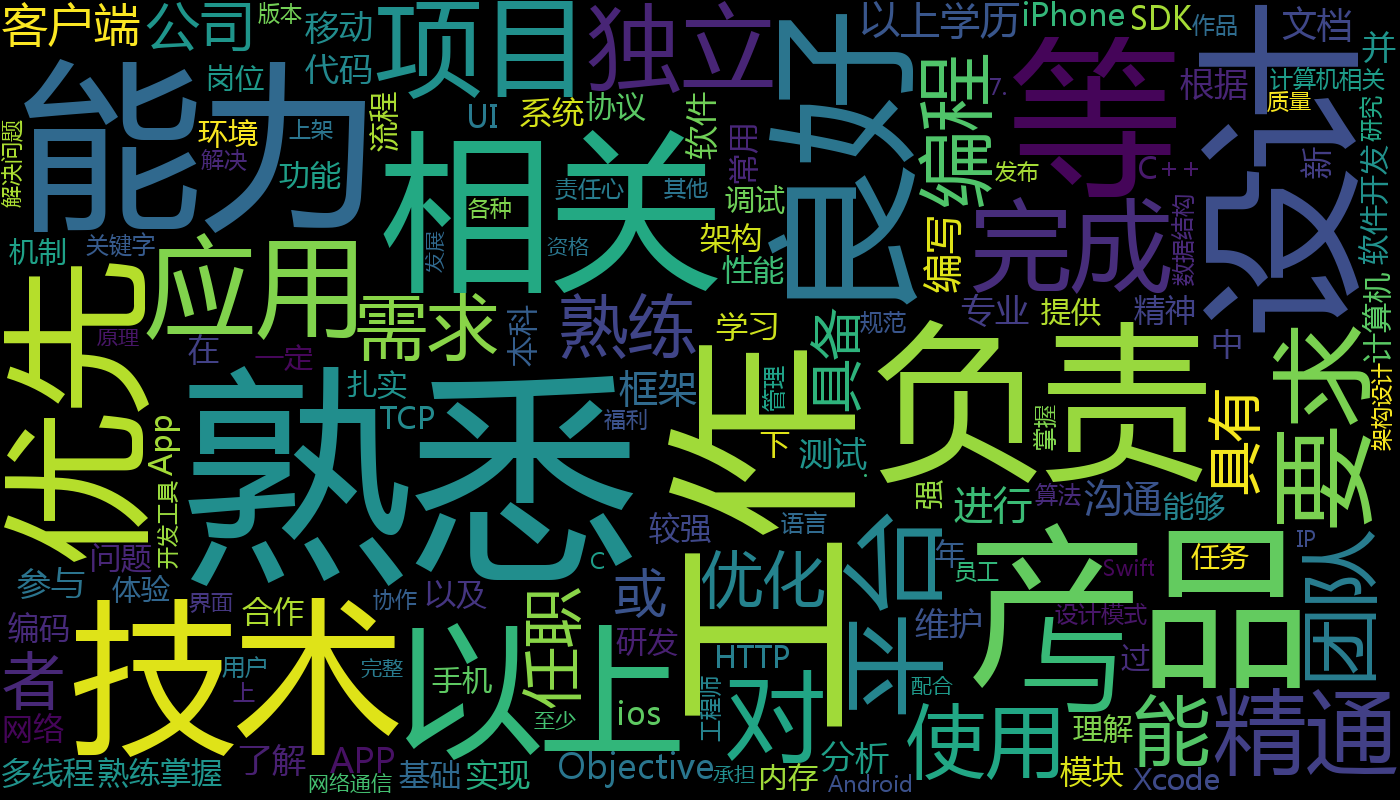 客户端
公司
版本
移动
代码
项目
独立
良好
以上学历
iPhone
SDK
作品
文档
并
能力
岗位
环境
上架
解决
功能
流程
UI
系统
协议
软件
常用
编程
7.
等
根据
计算机相关
质量
设计
解决问题
相关
责任心
其他
各种
调试
发布
C++
新
软件开发
研究
机制
关键字
应用
发展
资格
架构
性能
编写
完成
数据结构
优先
原理
在
一定
需求
本科
熟练
学习
具备
规范
专业
提供
精神
中
计算机
要求
熟悉
扎实
TCP
框架
福利
管理
工作
负责
掌握
具有
架构设计
App
开发工具
下
测试
.
强
进行
算法
沟通
能够
问题
较强
语言
平台
年
产品
任务
IP
团队
参与
体验
界面
C
协作
以及
或
优化
员工
Swift
编码
合作
任职
研发
维护
设计模式
过
者
技术
用户
上
完整
以上
手机
HTTP
对
配合
网络
至少
ios
工程师
使用
理解
能
精通
多线程
熟练掌握
了解
APP
网络通信
基础
实现
Objective
承担
内存
分析
Android
模块
Xcode